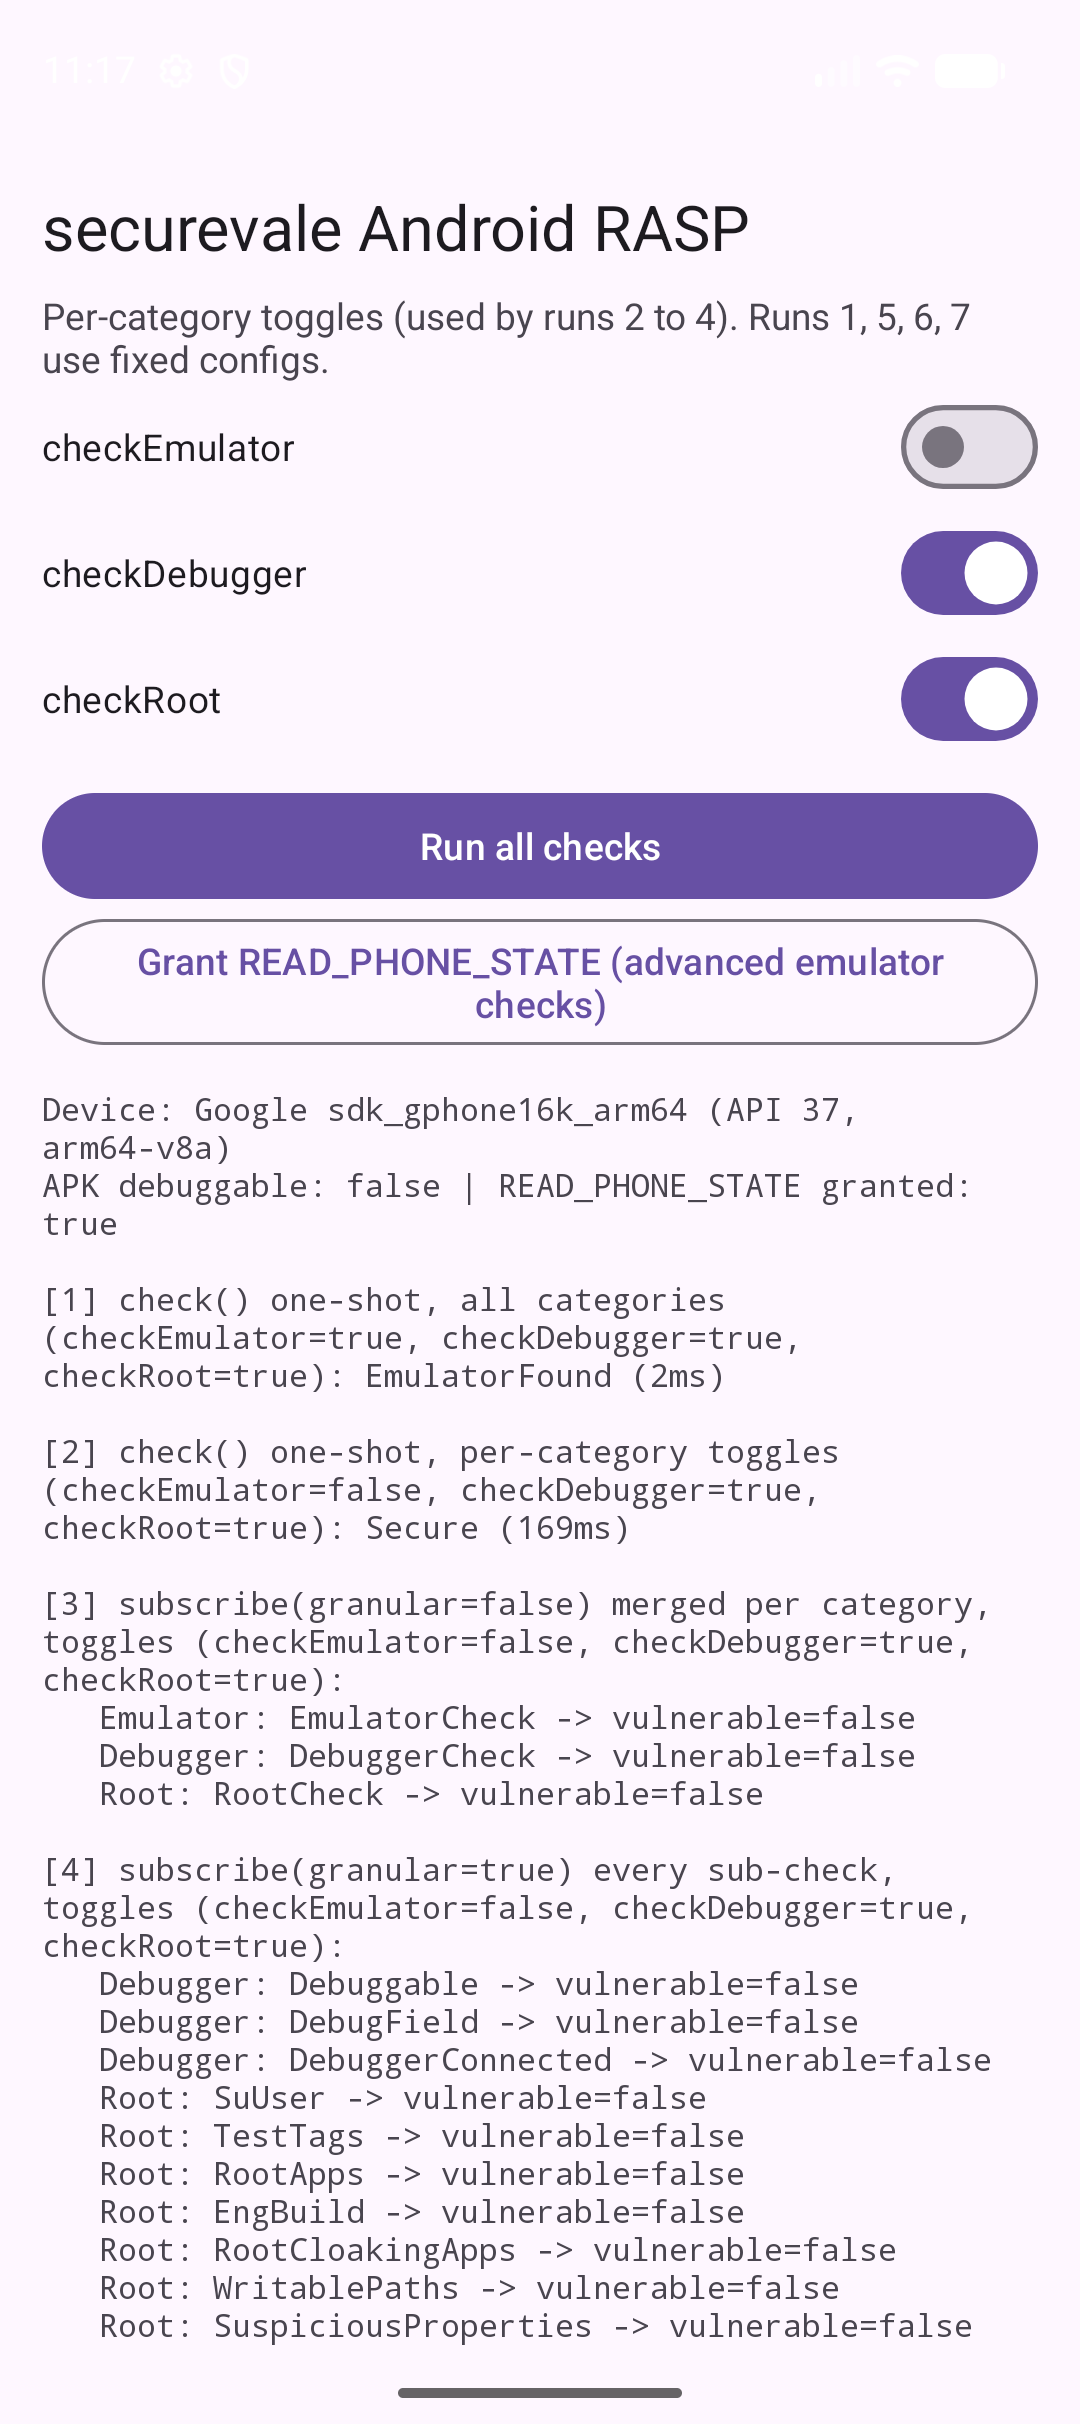 11:17
securevale Android RASP
Per-category toggles (used by runs 2 to 4). Runs 1, 5, 6, 7
use fixed configs.
checkEmulator
checkDebugger
checkRoot
Run all checks
Grant READ_PHONE_STATE (advanced emulator
checks)
Device: Google sdk_gphone16k_arm64 (API 37,
arm64-v8a)
APK debuggable: false | READ_PHONE_STATE granted:
true
[1] check() one-shot, all categories
(checkEmulator=true, checkDebugger=true,
checkRoot=true): EmulatorFound (2ms)
[2] check() one-shot, per-category toggles
(checkEmulator=false, checkDebugger=true,
checkRoot=true): Secure (169ms)
[3] subscribe(granular=false) merged per category,
toggles (checkEmulator=false, checkDebugger=true,
checkRoot=true):
Emulator: EmulatorCheck -> vulnerable=false
Debugger: DebuggerCheck -> vulnerable=false
Root: RootCheck -> vulnerable=false
[4] subscribe(granular=true) every sub-check,
toggles (checkEmulator=false, checkDebugger=true,
checkRoot=true):
Debugger: Debuggable -> vulnerable=false
Debugger: DebugField -> vulnerable=false
Debugger: DebuggerConnected -> vulnerable=false
Root: SuUser -> vulnerable=false
Root: TestTags -> vulnerable=false
Root: RootApps -> vulnerable=false
Root: EngBuild -> vulnerable=false
Root: RootCloakingApps -> vulnerable=false
Root: WritablePaths -> vulnerable=false
Root: SuspiciousProperties -> vulnerable=false